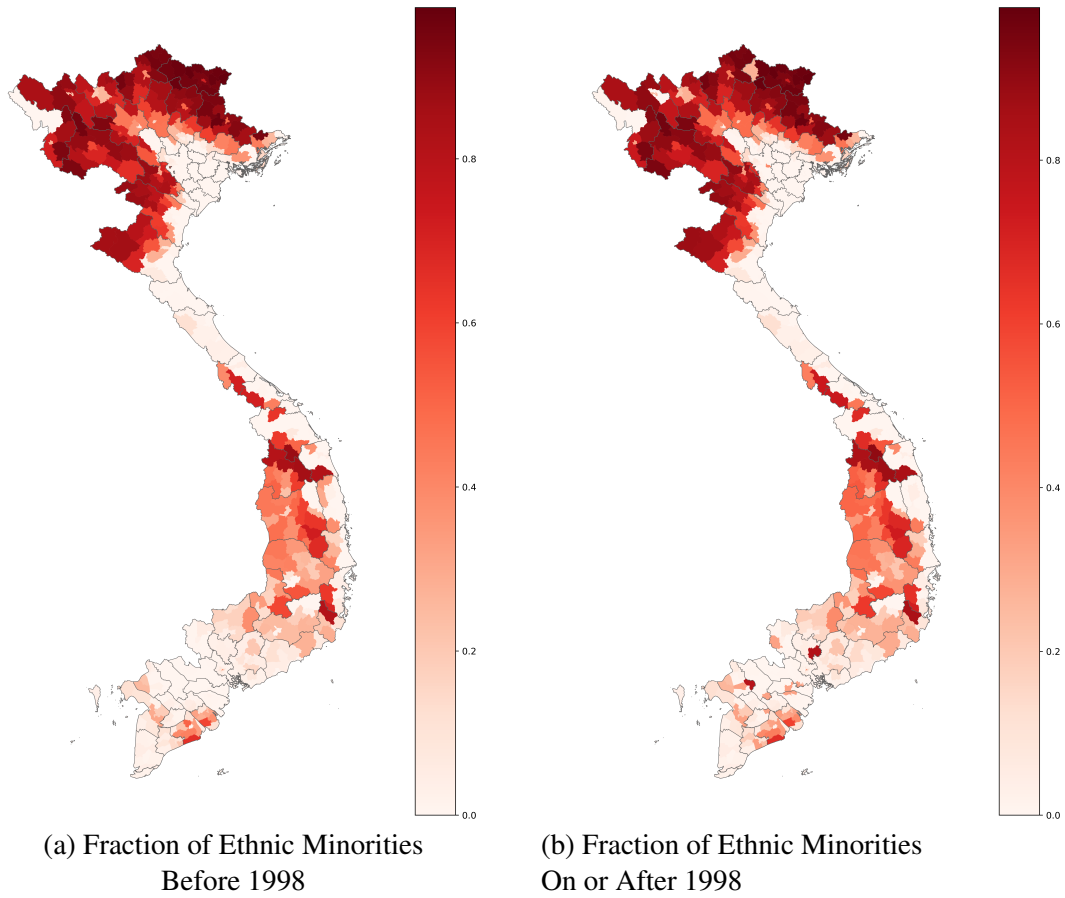 0.8
0.6
0.4
0.2
0.0
(a) Fraction of Ethnic Minorities
Before 1998
0.8
0.6
0.4
0.2
0.0
(b) Fraction of Ethnic Minorities
On or After 1998